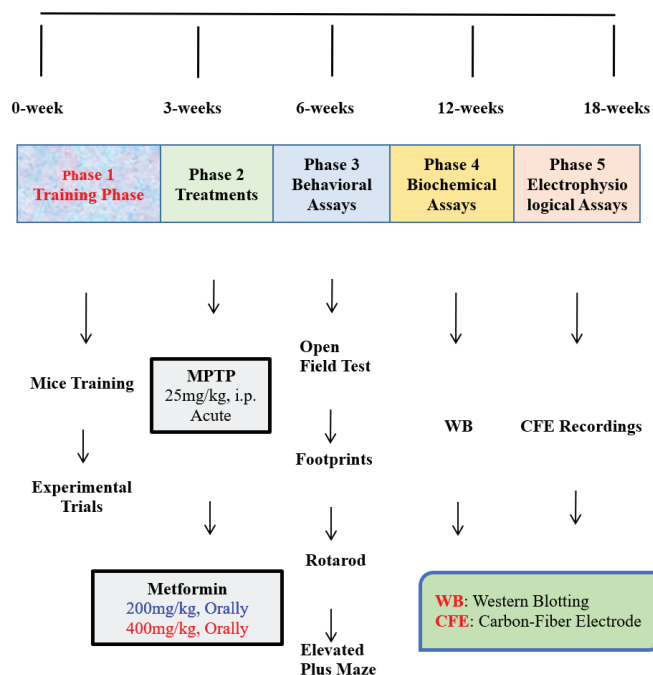 0-week
3-weeks
6-weeks
12-weeks
18-weeks
Phase 1
Training Phase
Phase 2
Treatments
Phase 3
Behavioral
Assays
Phase 4
Biochemical
Assays
Phase 5
Electrophysio
logical Assays
Mice Training
Experimental
Trials
MPTP
25mg/kg, i.p.
Acute
Metformin
200mg/kg, Orally
400mg/kg, Orally
Open
Field Test
Footprints
Rotarod
Elevated
Plus Maze
WB
CFE Recordings
WB: Western Blotting
CFE: Carbon-Fiber Electrode